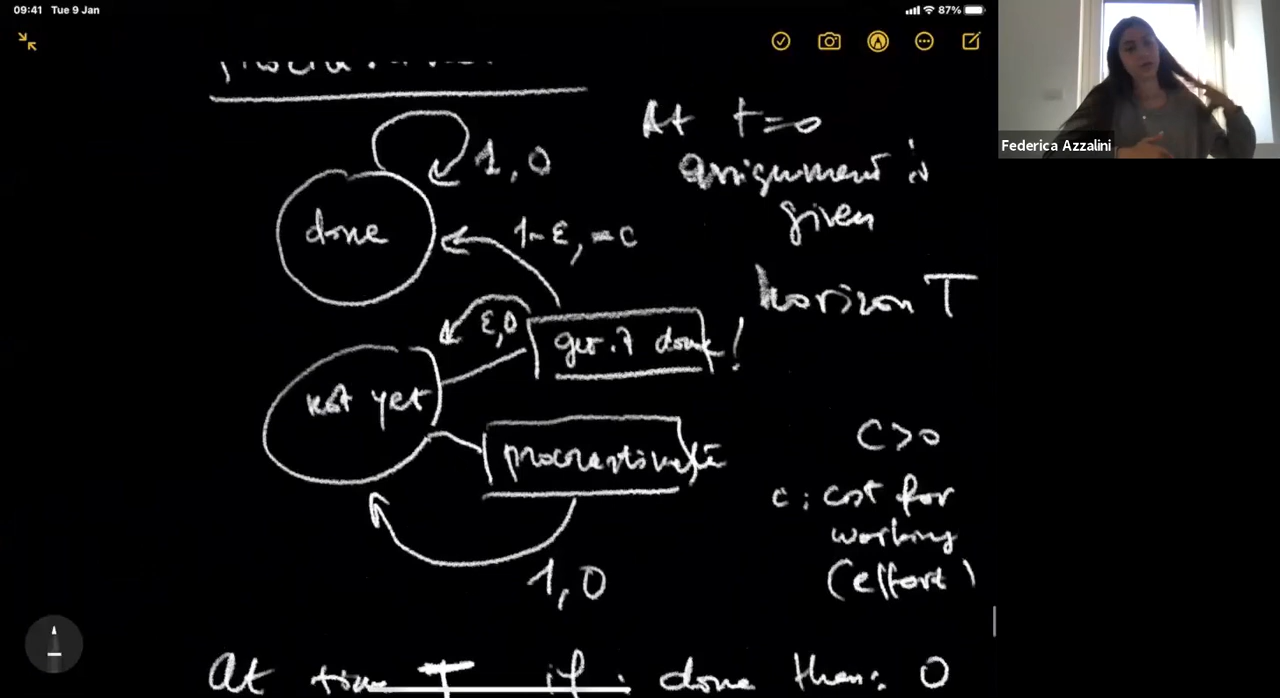 09:41 Tue 9 Jan
87%
Federica Azzalini
At t=0
assignment is
given
1, 0
done
1-ε, -c
horizon T
ε, 0
get it done!
not yet
procrastinate
c>0
c: cost for
working
(effort)
1, 0
At time T if: done then: 0